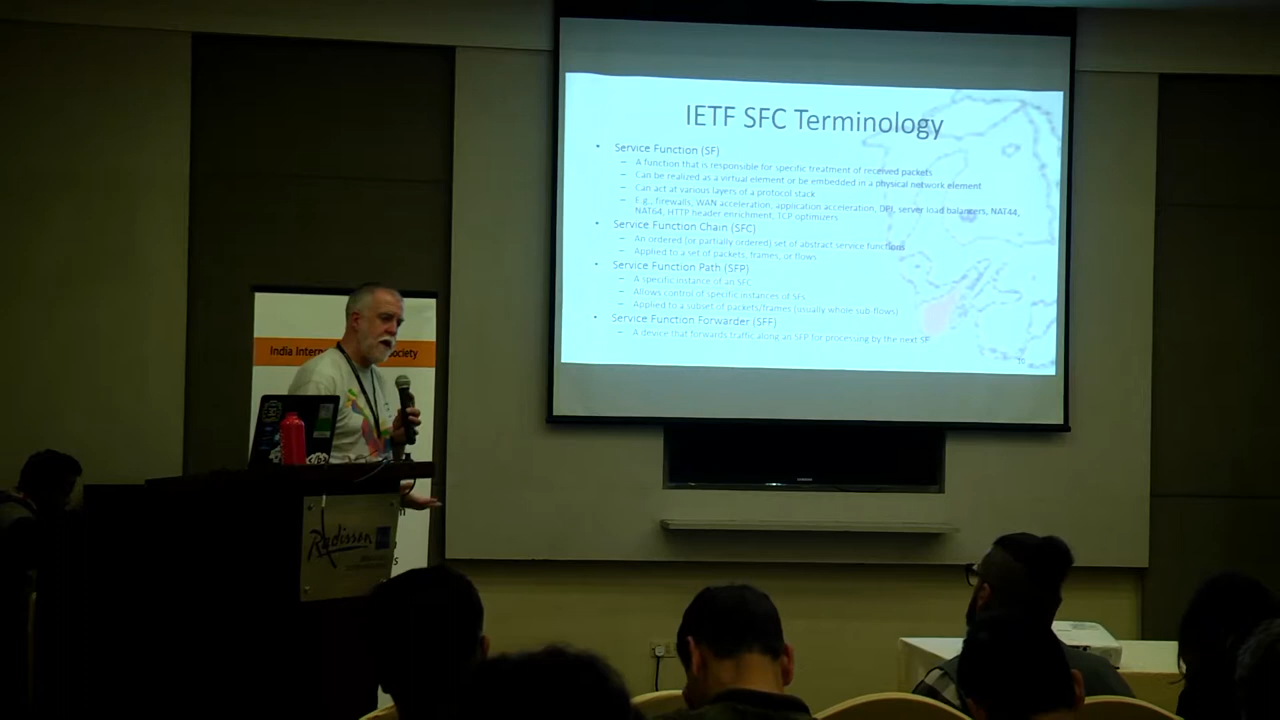 IETF SFC Terminology
• Service Function (SF)
– A function that is responsible for specific treatment of received packets
– Can be realized as a virtual element or be embedded in a physical network element
– Can act at various layers of a protocol stack
– E.g., firewalls, WAN acceleration, application acceleration, DPI, server load balancers, NAT44,
NAT64, HTTP header enrichment, TCP optimizers
• Service Function Chain (SFC)
– An ordered (or partially ordered) set of abstract service functions
– Applied to a set of packets, frames, or flows
• Service Function Path (SFP)
– A specific instance of an SFC
– Allows control of specific instances of SFs
– Applied to a subset of packets/frames (usually whole sub-flows)
• Service Function Forwarder (SFF)
– A device that forwards traffic along an SFP for processing by the next SF
10
India Inter
ociety
Radisson
SAMSUNG